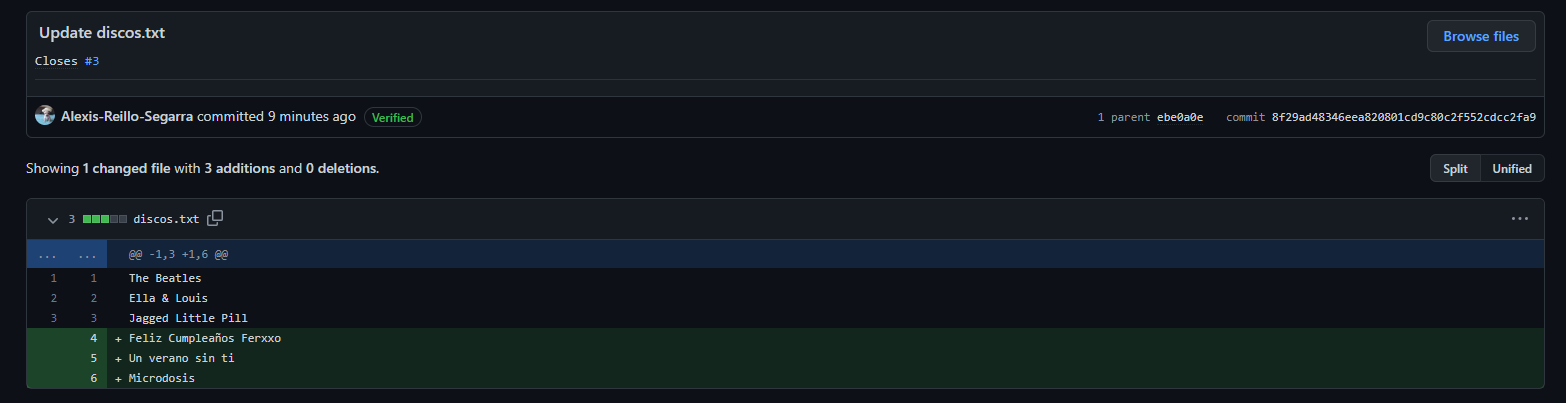 Update discos.txt
Browse files
Closes #3
Alexis-Reillo-Segarra committed 9 minutes ago Verified
1 parent ebe0a0e commit 8f29ad48346eea820801cd9c80c2f552cdcc2fa9
Showing 1 changed file with 3 additions and 0 deletions.
Split Unified
3 discos.txt
... ... @@ -1,3 +1,6 @@
1 1 The Beatles
2 2 Ella & Louis
3 3 Jagged Little Pill
4 + Feliz Cumpleaños Ferxxo
5 + Un verano sin ti
6 + Microdosis